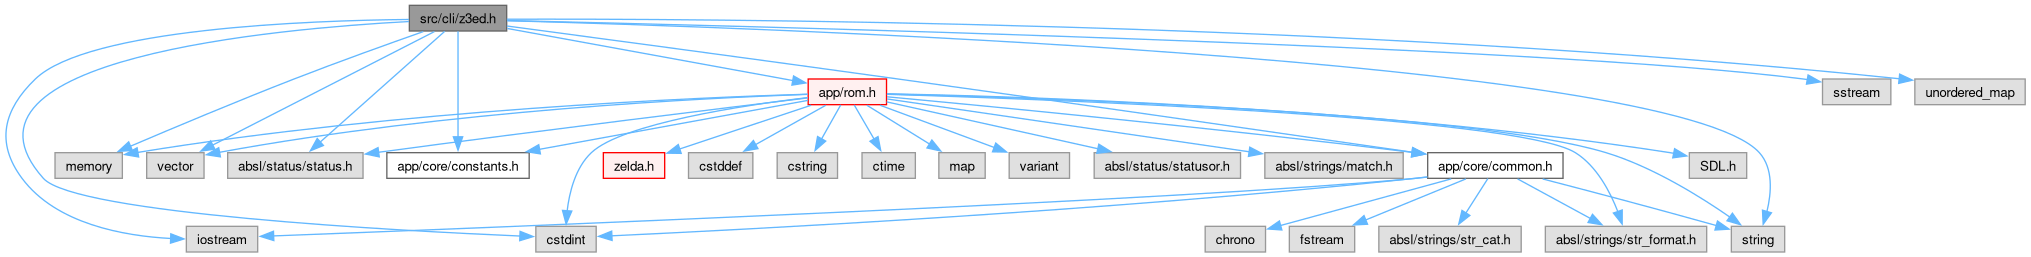 src/cli/z3ed.h
app/rom.h
sstream
unordered_map
memory
vector
absl/status/status.h
app/core/constants.h
zelda.h
cstddef
cstring
ctime
map
variant
absl/status/statusor.h
absl/strings/match.h
app/core/common.h
SDL.h
iostream
cstdint
chrono
fstream
absl/strings/str_cat.h
absl/strings/str_format.h
string